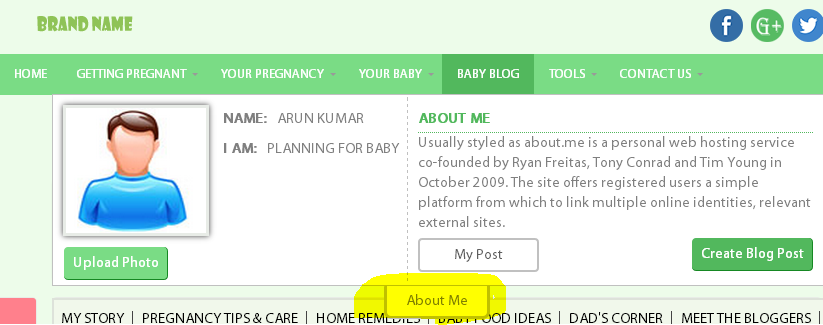 BRAND NAME
HOME GETTING PREGNANT YOUR PREGNANCY YOUR BABY BABY BLOG TOOLS CONTACT US
NAME: ARUN KUMAR
I AM: PLANNING FOR BABY
Upload Photo
ABOUT ME
Usually styled as about.me is a personal web hosting service
co-founded by Ryan Freitas, Tony Conrad and Tim Young in
October 2009. The site offers registered users a simple
platform from which to link multiple online identities, relevant
external sites.
My Post Create Blog Post
About Me
MY STORY | PREGNANCY TIPS & CARE | HOME REMEDIES | BABY FOOD IDEAS | DAD'S CORNER | MEET THE BLOGGERS |